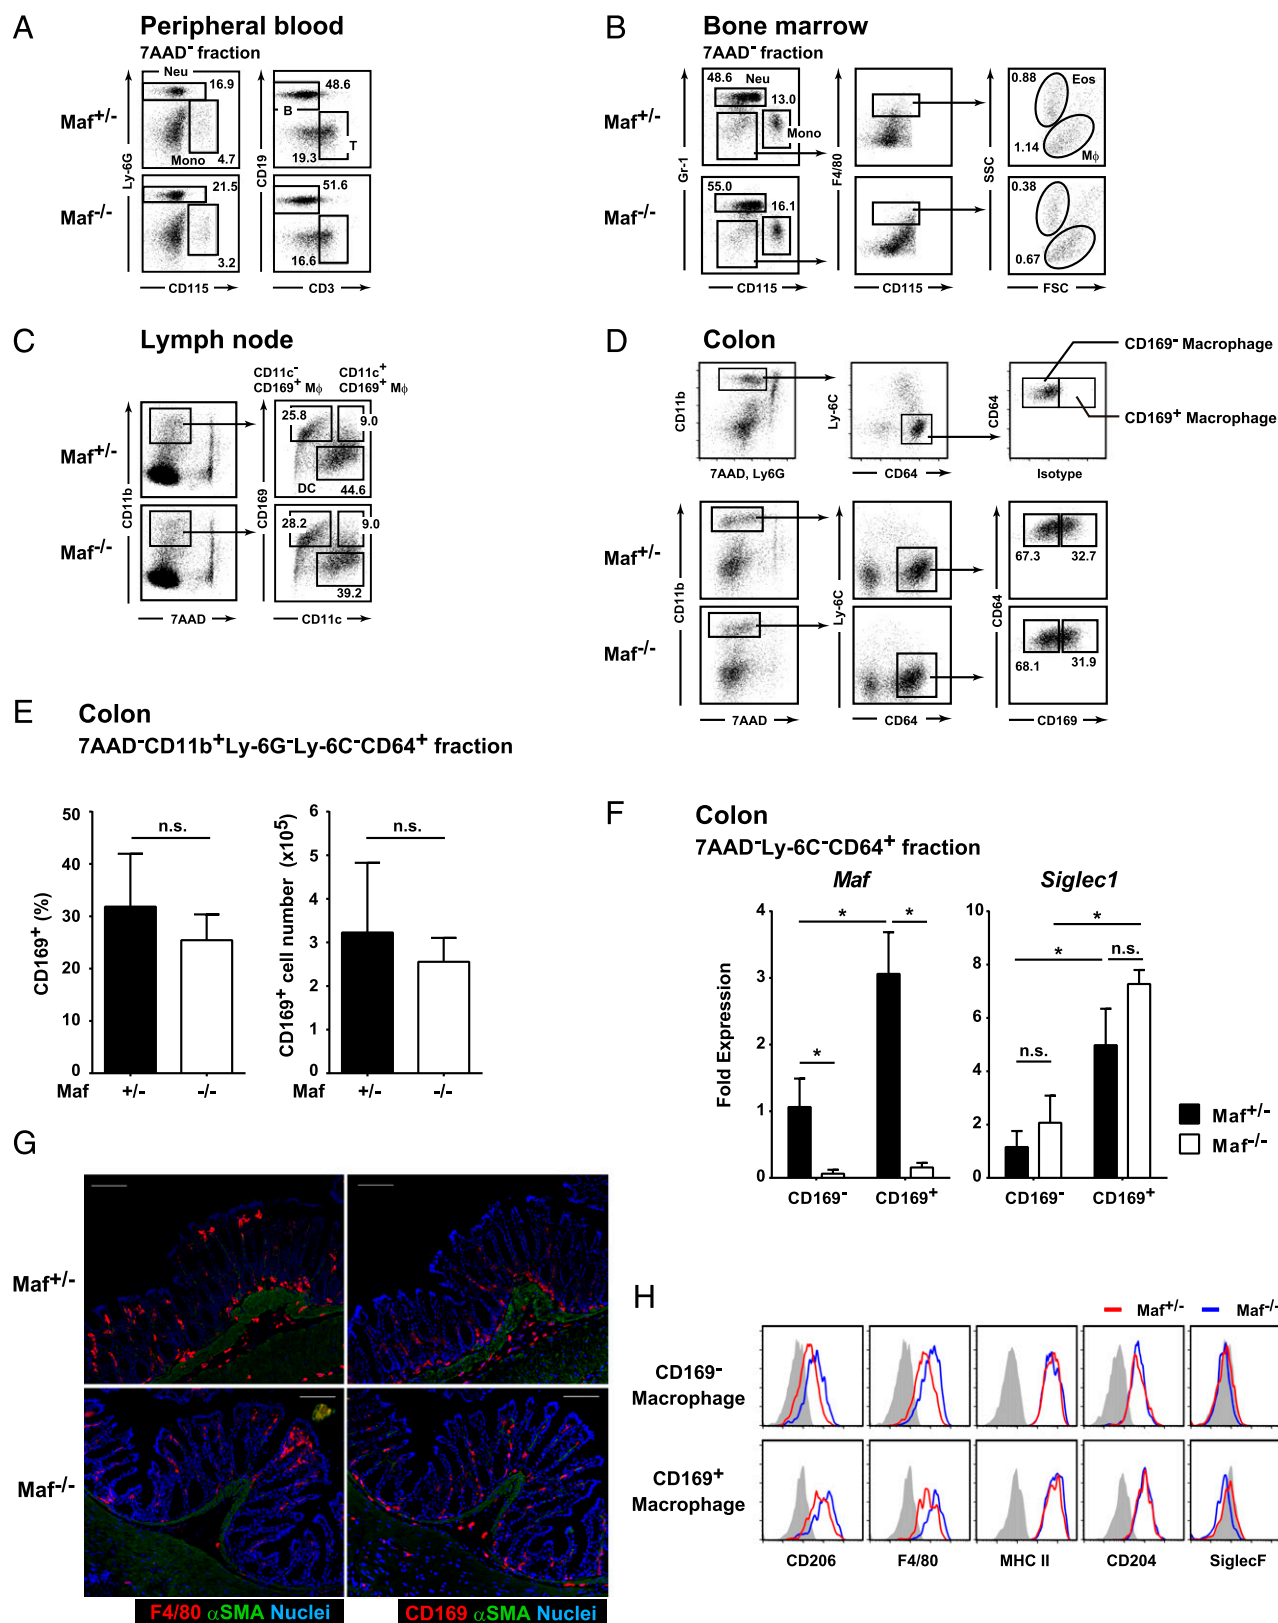 A Peripheral blood
7AAD⁻ fraction
Neu
16.9
48.6
B
T
Mono
4.7
19.3
Maf⁺/⁻
Ly-6G
CD19
21.5
51.6
3.2
16.6
Maf⁻/⁻
CD115
CD3
B Bone marrow
7AAD⁻ fraction
48.6
Neu
13.0
Mono
0.88
Eos
1.14
Mϕ
Maf⁺/⁻
Gr-1
F4/80
SSC
55.0
16.1
0.38
0.67
Maf⁻/⁻
CD115
CD115
FSC
C Lymph node
CD11c⁻
CD169⁺ Mϕ
CD11c⁺
CD169⁺ Mϕ
25.8
9.0
DC
44.6
Maf⁺/⁻
CD11b
CD169
28.2
9.0
39.2
Maf⁻/⁻
7AAD
CD11c
D Colon
CD169⁻ Macrophage
CD169⁺ Macrophage
CD11b
Ly-6C
CD64
7AAD, Ly6G
CD64
Isotype
Maf⁺/⁻
67.3
32.7
CD11b
Ly-6C
CD64
Maf⁻/⁻
68.1
31.9
7AAD
CD64
CD169
E Colon
7AAD⁻CD11b⁺Ly-6G⁻Ly-6C⁻CD64⁺ fraction
CD169⁺ (%)
50
40
30
20
10
0
n.s.
Maf +/- -/-
CD169⁺ cell number (x10⁵)
6
5
4
3
2
1
0
n.s.
Maf +/- -/-
F Colon
7AAD⁻Ly-6C⁻CD64⁺ fraction
Maf
Fold Expression
4
3
2
1
0
*
*
*
CD169⁻ CD169⁺
Siglec1
10
8
6
4
2
0
*
*
n.s.
n.s.
CD169⁻ CD169⁺
Maf⁺/⁻
Maf⁻/⁻
G
Maf⁺/⁻
Maf⁻/⁻
F4/80 αSMA Nuclei
CD169 αSMA Nuclei
H
Maf⁺/⁻ Maf⁻/⁻
CD169⁻
Macrophage
CD169⁺
Macrophage
CD206 F4/80 MHC II CD204 SiglecF